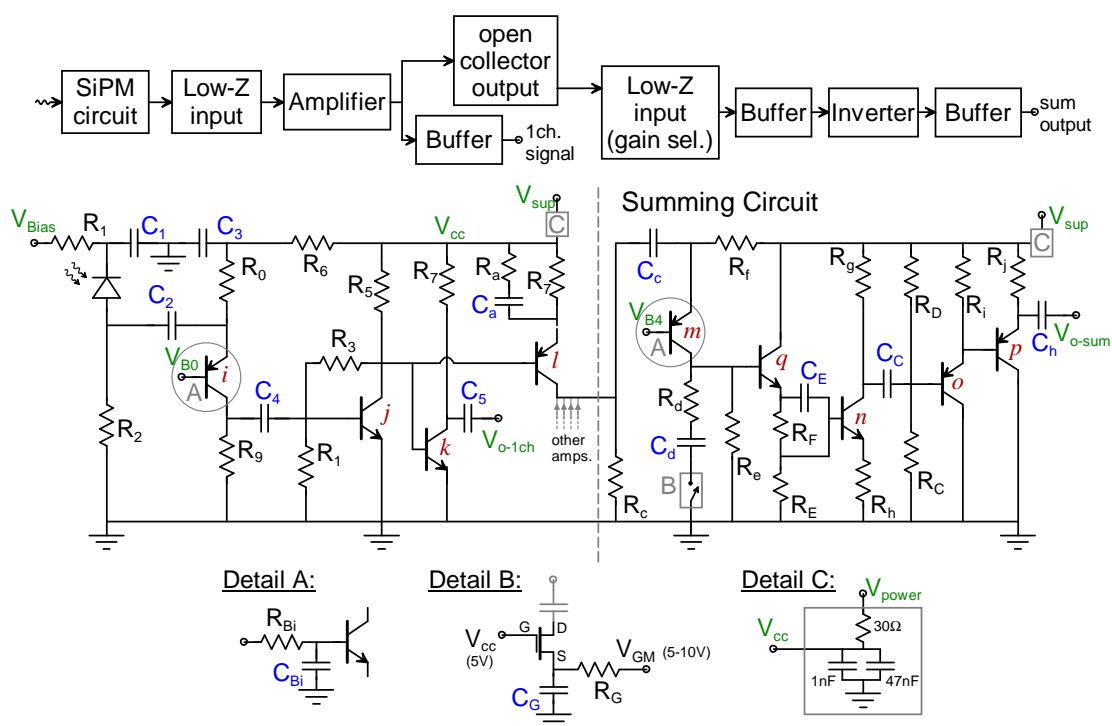 SiPM circuit
Low-Z input
Amplifier
open collector output
Buffer
1ch. signal
Low-Z input (gain sel.)
Buffer
Inverter
Buffer
sum output
Summing Circuit
V_Bias
R_1
C_1
C_3
R_0
R_6
C_2
V_B0
A
i
R_2
R_9
C_4
R_3
R_1
R_5
j
V_cc
R_7
k
C_5
V_o-1ch
R_a
C_a
V_sup
C
R_7
l
other amps.
R_c
C_c
V_B4
A
m
R_f
R_d
C_d
B
R_e
q
C_E
R_F
R_E
n
R_g
R_h
C_C
R_D
R_C
R_i
o
p
R_j
V_sup
C
C_h
V_o-sum
Detail A:
R_Bi
C_Bi
Detail B:
V_cc
(5V)
G
D
S
V_GM (5-10V)
R_G
C_G
Detail C:
V_power
30Ω
V_cc
1nF
47nF